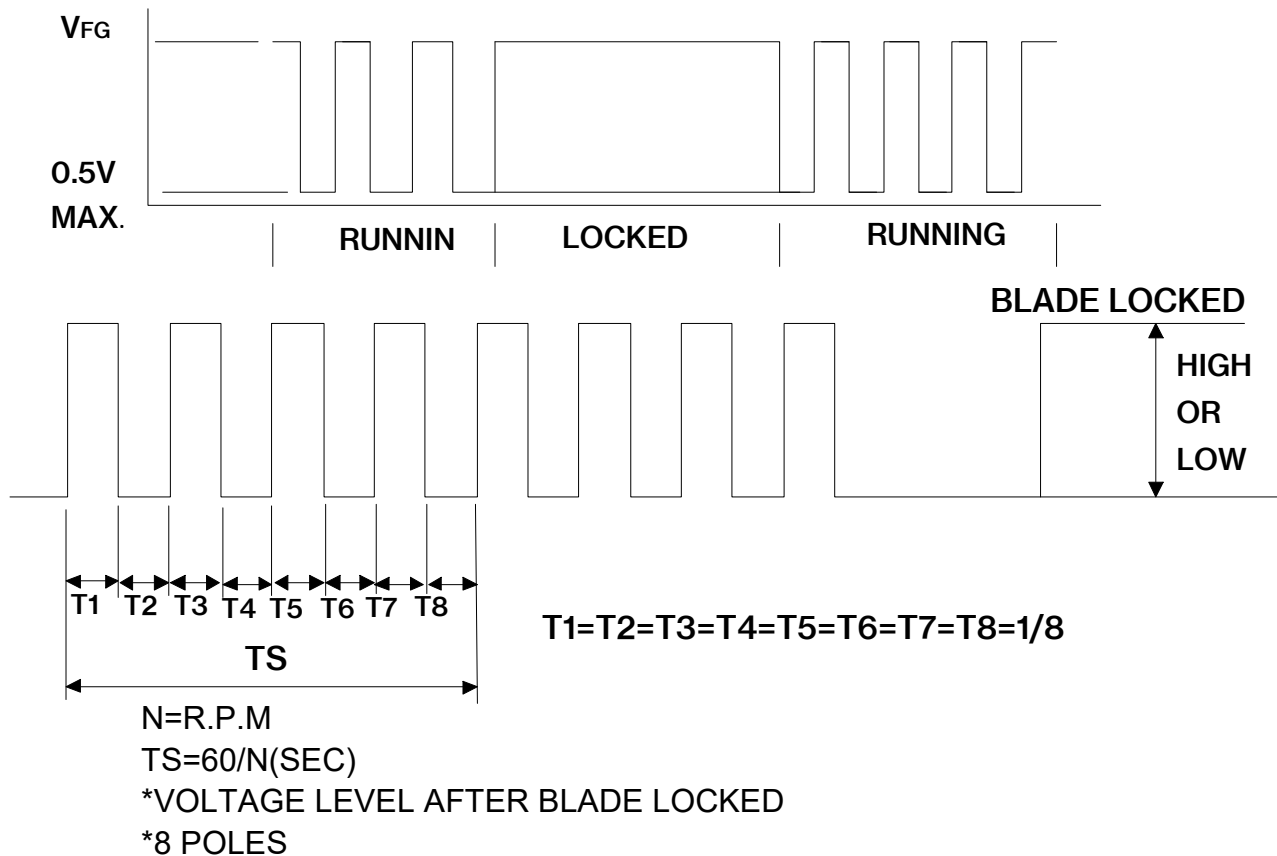 VFG
0.5V
MAX.
RUNNIN LOCKED RUNNING
BLADE LOCKED
HIGH
OR
LOW
T1 T2 T3 T4 T5 T6 T7 T8
T1=T2=T3=T4=T5=T6=T7=T8=1/8
TS
N=R.P.M
TS=60/N(SEC)
*VOLTAGE LEVEL AFTER BLADE LOCKED
*8 POLES